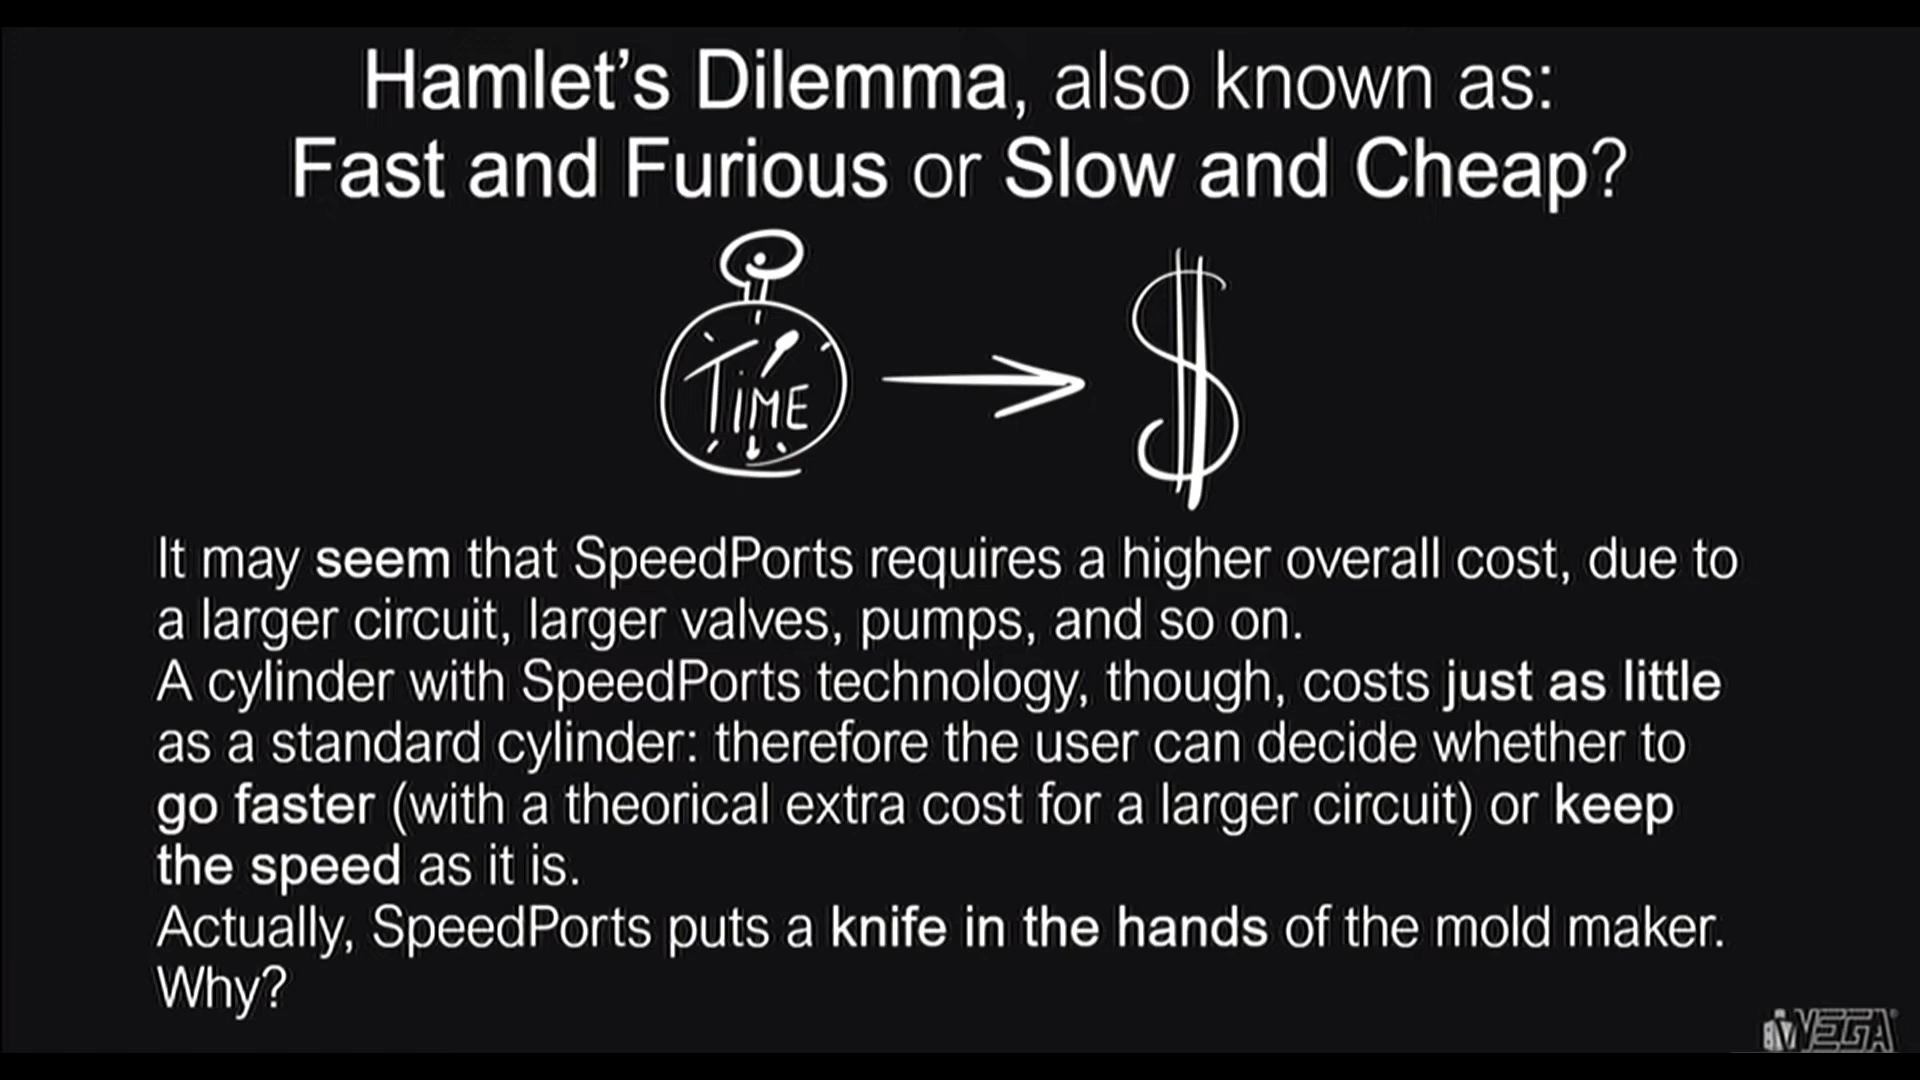 Hamlet’s Dilemma, also known as:
Fast and Furious or Slow and Cheap?
TiME
$
It may seem that SpeedPorts requires a higher overall cost, due to
a larger circuit, larger valves, pumps, and so on.
A cylinder with SpeedPorts technology, though, costs just as little
as a standard cylinder: therefore the user can decide whether to
go faster (with a theorical extra cost for a larger circuit) or keep
the speed as it is.
Actually, SpeedPorts puts a knife in the hands of the mold maker.
Why?
VEGA